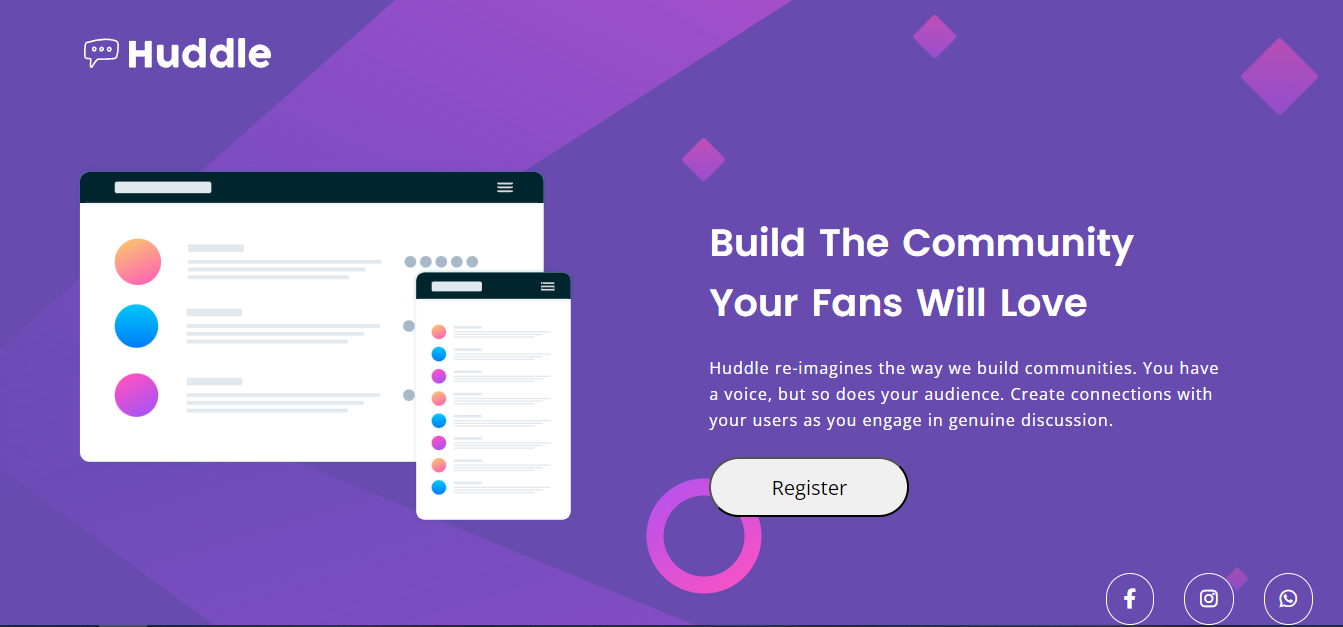 Huddle
Build The Community
Your Fans Will Love
Huddle re-imagines the way we build communities. You have
a voice, but so does your audience. Create connections with
your users as you engage in genuine discussion.
Register